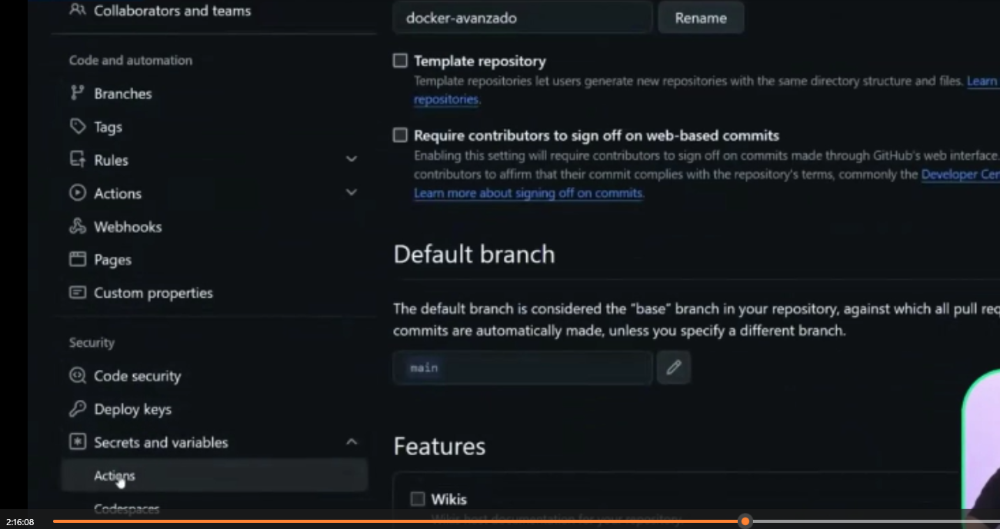 Collaborators and teams
docker-avanzado
Rename
Code and automation
Branches
Tags
Rules
Actions
Webhooks
Pages
Custom properties
Security
Code security
Deploy keys
Secrets and variables
Actions
Codespaces
Template repository
Template repositories let users generate new repositories with the same directory structure and files. Learn
repositories.
Require contributors to sign off on web-based commits
Enabling this setting will require contributors to sign off on commits made through GitHub's web interface.
contributors to affirm that their commit complies with the repository's terms, commonly the Developer Cer
Learn more about signing off on commits.
Default branch
The default branch is considered the "base" branch in your repository, against which all pull req
commits are automatically made, unless you specify a different branch.
main
Features
Wikis
Wikis host documentation for your repository.
2:16:08